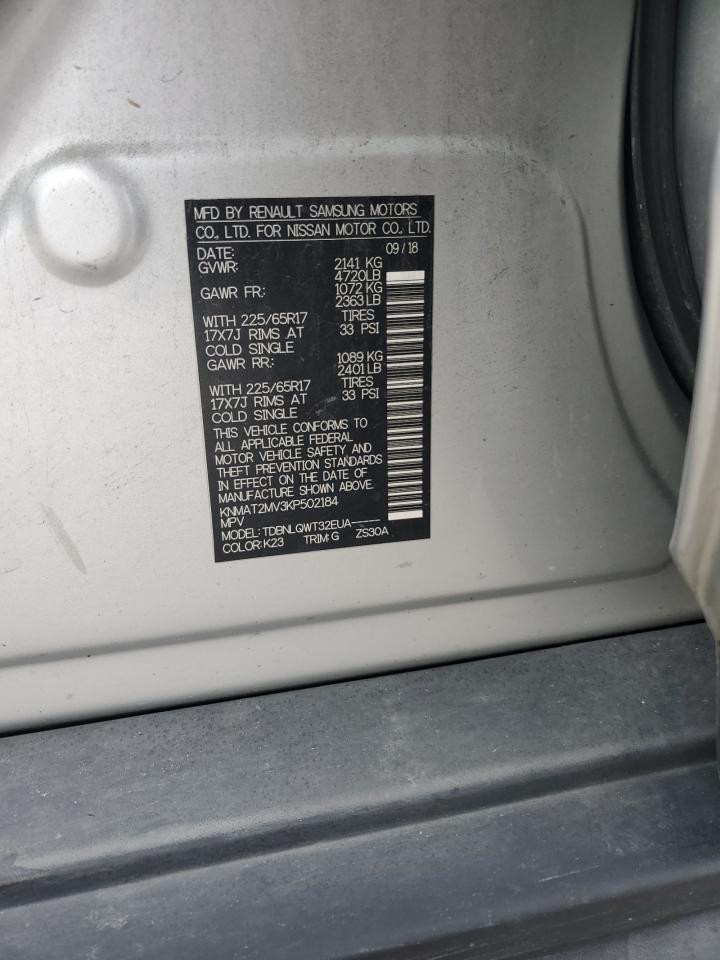 MFD BY RENAULT SAMSUNG MOTORS
CO., LTD. FOR NISSAN MOTOR CO., LTD.
DATE: 09/18
GVWR: 2141 KG
4720LB
GAWR FR: 1072 KG
2363LB
WITH 225/65R17 TIRES
17X7J RIMS AT 33 PSI
COLD SINGLE
GAWR RR: 1089 KG
2401LB
WITH 225/65R17 TIRES
17X7J RIMS AT 33 PSI
COLD SINGLE
THIS VEHICLE CONFORMS TO
ALL APPLICABLE FEDERAL
MOTOR VEHICLE SAFETY AND
THEFT PREVENTION STANDARDS
IN EFFECT ON THE DATE OF
MANUFACTURE SHOWN ABOVE.
KNMAT2MV3KP502184
MPV
MODEL: TDBNLQWT32EUA-----
COLOR: K23 TRIM: G ZS30A